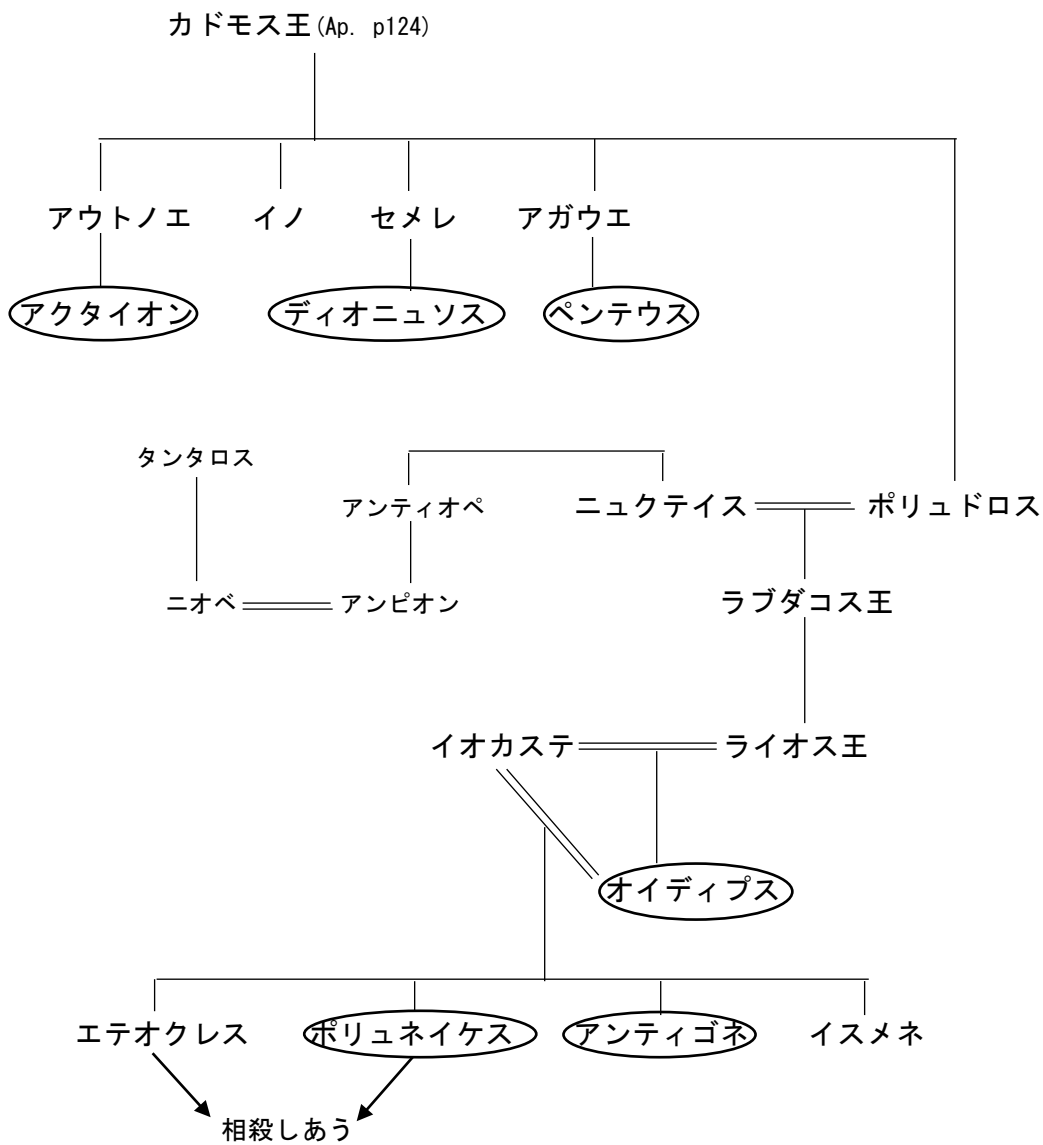 カドモス王(Ap. p124)
アウトノエ イノ セメレ アガウエ
アクタイオン ディオニュソス ペンテウス
タンタロス
アンティオペ ニュクテイス ポリュドロス
ニオベ アンピオン ラブダコス王
イオカステ ライオス王
オイディプス
エテオクレス ポリュネイケス アンティゴネ イスメネ
相殺しあう